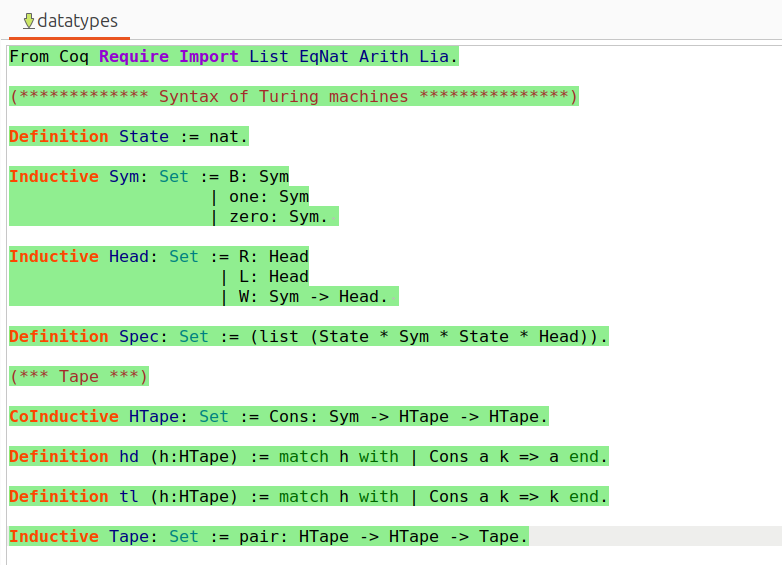 datatypes
From Coq Require Import List EqNat Arith Lia.
(************* Syntax of Turing machines ***************)
Definition State := nat.
Inductive Sym: Set := B: Sym
| one: Sym
| zero: Sym.
Inductive Head: Set := R: Head
| L: Head
| W: Sym -> Head.
Definition Spec: Set := (list (State * Sym * State * Head)).
(*** Tape ***)
CoInductive HTape: Set := Cons: Sym -> HTape -> HTape.
Definition hd (h:HTape) := match h with | Cons a k => a end.
Definition tl (h:HTape) := match h with | Cons a k => k end.
Inductive Tape: Set := pair: HTape -> HTape -> Tape.